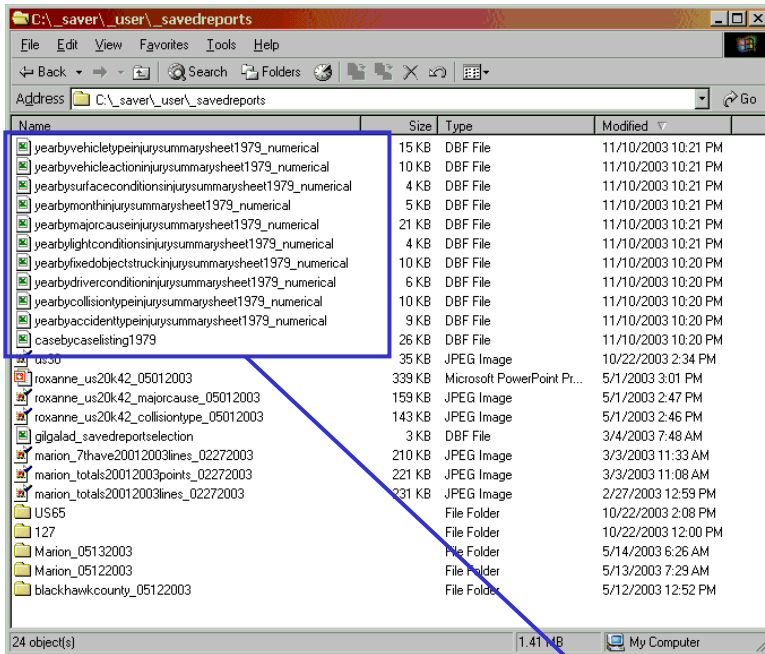 C:\_saver\_user\_savedreports
File Edit View Favorites Tools Help
Back Search Folders
Address C:\_saver\_user\_savedreports Go
Name Size Type Modified
yearbyvehicletypeinjurysummarysheet1979_numerical 15 KB DBF File 11/10/2003 10:21 PM
yearbyvehicleactioninjurysummarysheet1979_numerical 10 KB DBF File 11/10/2003 10:21 PM
yearbysurfaceconditionsinjurysummarysheet1979_numerical 4 KB DBF File 11/10/2003 10:21 PM
yearbymonthinjurysummarysheet1979_numerical 5 KB DBF File 11/10/2003 10:21 PM
yearbymajorcauseinjurysummarysheet1979_numerical 21 KB DBF File 11/10/2003 10:21 PM
yearbylightconditionsinjurysummarysheet1979_numerical 4 KB DBF File 11/10/2003 10:21 PM
yearbyfixedobjectstruckinjurysummarysheet1979_numerical 10 KB DBF File 11/10/2003 10:20 PM
yearbydriverconditioninjurysummarysheet1979_numerical 6 KB DBF File 11/10/2003 10:20 PM
yearbycollisiontypeinjurysummarysheet1979_numerical 10 KB DBF File 11/10/2003 10:20 PM
yearbyaccidenttypeinjurysummarysheet1979_numerical 9 KB DBF File 11/10/2003 10:20 PM
casebycaselisting1979 26 KB DBF File 11/10/2003 10:20 PM
us30 35 KB JPEG Image 10/22/2003 2:34 PM
roxanne_us20k42_05012003 339 KB Microsoft PowerPoint Pr... 5/1/2003 3:01 PM
roxanne_us20k42_majorcause_05012003 159 KB JPEG Image 5/1/2003 2:47 PM
roxanne_us20k42_collisiontype_05012003 143 KB JPEG Image 5/1/2003 2:46 PM
gilgalad_savedreportselection 3 KB DBF File 3/4/2003 7:48 AM
marion_7thave20012003lines_02272003 210 KB JPEG Image 3/3/2003 11:33 AM
marion_totals20012003points_02272003 221 KB JPEG Image 3/3/2003 11:08 AM
marion_totals20012003lines_02272003 231 KB JPEG Image 2/27/2003 12:59 PM
US65 File Folder 10/22/2003 2:08 PM
127 File Folder 10/22/2003 12:00 PM
Marion_05132003 File Folder 5/14/2003 6:26 AM
Marion_05122003 File Folder 5/13/2003 7:29 AM
blackhawkcounty_05122003 File Folder 5/12/2003 12:52 PM
24 object(s) 1.41 MB My Computer